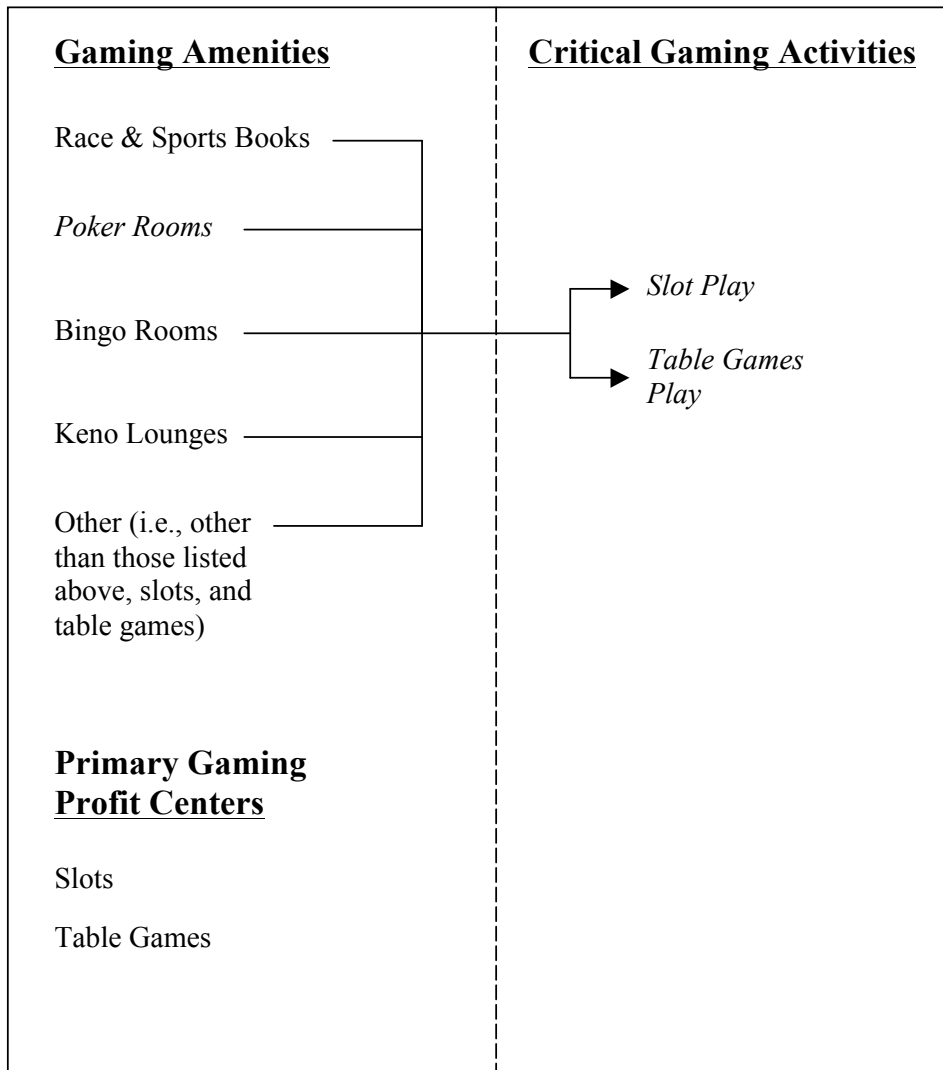 Gaming Amenities
Critical Gaming Activities
Race & Sports Books
Poker Rooms
Bingo Rooms
Keno Lounges
Other (i.e., other
than those listed
above, slots, and
table games)
Slot Play
Table Games
Play
Primary Gaming
Profit Centers
Slots
Table Games